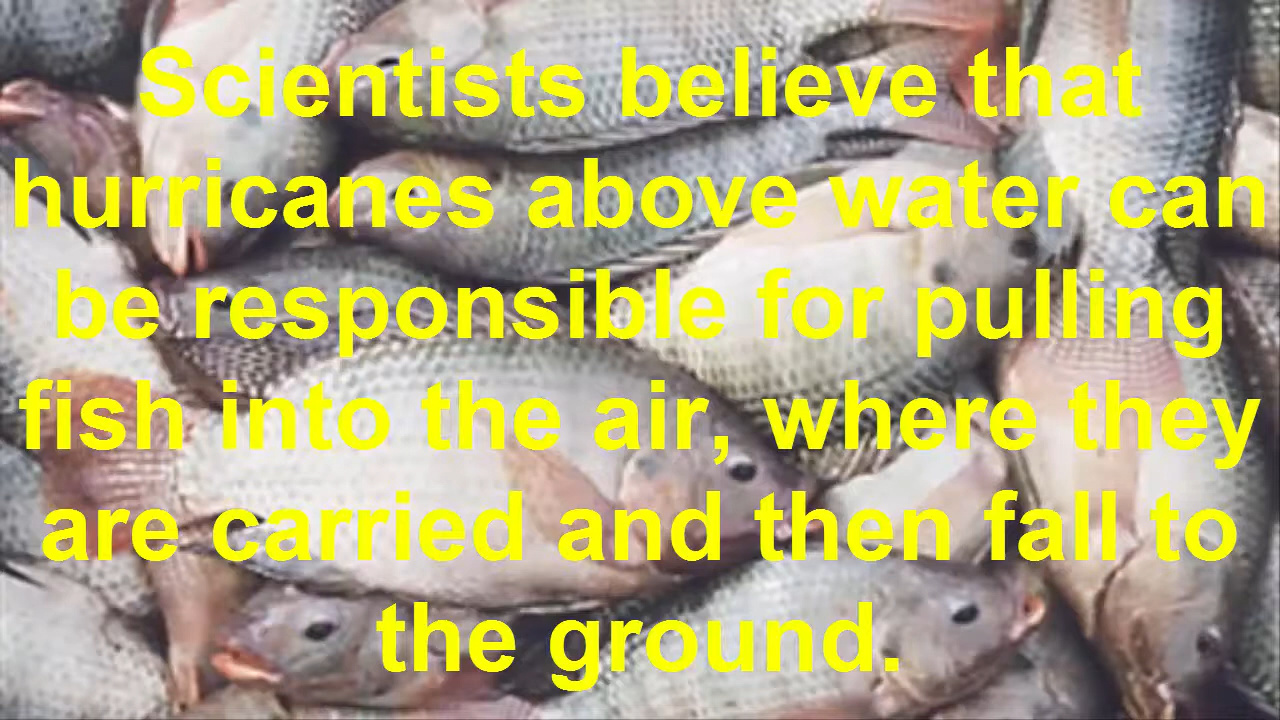 Scientists believe that
hurricanes above water can
be responsible for pulling
fish into the air, where they
are carried and then fall to
the ground.